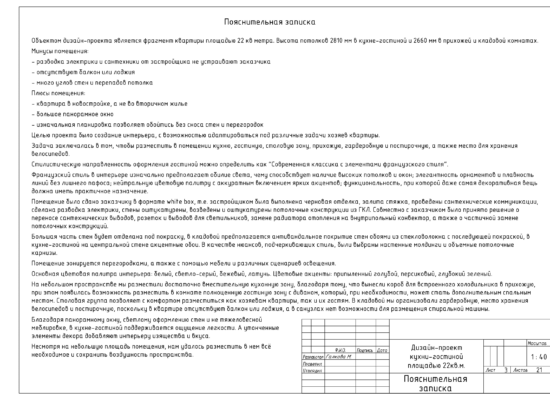 Пояснительная записка
Объектом дизайн-проекта является фрагмент квартиры площадью 22 кв метра. Высота потолков 2810 мм в кухне-гостиной и 2660 мм в прихожей и кладовой комнатах.
Минусы помещения:
- разводка электрики и сантехники от застройщика не устраивают заказчика
- отсутствует балкон или лоджия
- много углов стен и перепадов потолка
Плюсы помещения:
- квартира в новостройке, а не во вторичном жилье
- большое панорамное окно
- изначальная планировка позволяет обойтись без сноса стен и перегородок
Целью проекта было создание интерьера, с возможностью адаптироваться под различные задачи хозяев квартиры.
Задача заключалась в том, чтобы разместить в помещении кухню, гостиную, столовую зону, прихожую, гардеробную и постирочную, а также место для хранения
велосипедов.
Стилистическую направленность оформления гостиной можно определить как "Современная классика с элементами французского стиля".
Французский стиль в интерьере изначально предполагает обилие света, чему способствует наличие высоких потолков и окон; элегантность орнаментов и плавность
линий без лишнего пафоса; нейтральную цветовую палитру с аккуратным включением ярких акцентов; функциональность, при которой даже самая декоративная вещь
должна иметь практичное назначение.
Помещение было сдано заказчику в формате white box, т.е. застройщиком была выполнена черновая отделка, залита стяжка, проведены сантехнические коммуникации,
сделана разводка электрики, стены оштукатурены, возведены и оштукатурены потолочные конструкции из ГКЛ. Совместно с заказчиком было принято решение о
переносе сантехнических выводов, розеток и выводов для светильников, замене радиатора отопления на внутрипольный конвектор, а также о частичной замене
потолочных конструкций.
Большая часть стен будет отделана под покраску, в кладовой предполагается антивандальное покрытие стен обоями из стекловолокна с последующей покраской, в
кухне-гостиной на центральной стене акцентные обои. В качестве нюансов, подчеркивающих стиль, были выбраны настенные молдинги и объемные потолочные
карнизы.
Помещение зонируется перегородками, а также с помощью мебели и различных сценариев освещения.
Основная цветовая палитра интерьера: белый, светло-серый, бежевый, латунь. Цветовые акценты: припыленный голубой, персиковый, глубокий зеленый.
На небольшом пространстве мы разместили достаточно вместительную кухонную зону, благодаря тому, что вынесли короб для встроенного холодильника в прихожую,
при этом появилась возможность разместить в комнате полноценную гостиную зону с диваном, который, при необходимости, может стать дополнительным спальным
местом. Столовая группа позволяет с комфортом разместиться как хозяевам квартиры, так и их гостям. В кладовой мы организовали гардеробную, место хранения
велосипедов и постирочную, поскольку в квартире отсутствует балкон или лоджия, а в санузлах нет возможности для размещения стиральной машины.
Благодаря панорамному окну, светлому оформлению стен и не тяжеловесной
меблировке, в кухне-гостиной поддерживается ощущение легкости. А утонченные
элементы декора добавляют интерьеру изящества и вкуса.
Несмотря на небольшую площадь помещения, нам удалось разместить в нем всё
необходимое и сохранить воздушность пространства.
Ф.И.О Подпись Дата
Дизайн-проект
кухни-гостиной
площадью 22кв.м.
Масштаб
1:40
Лист 3 Листов 21
Пояснительная
записка